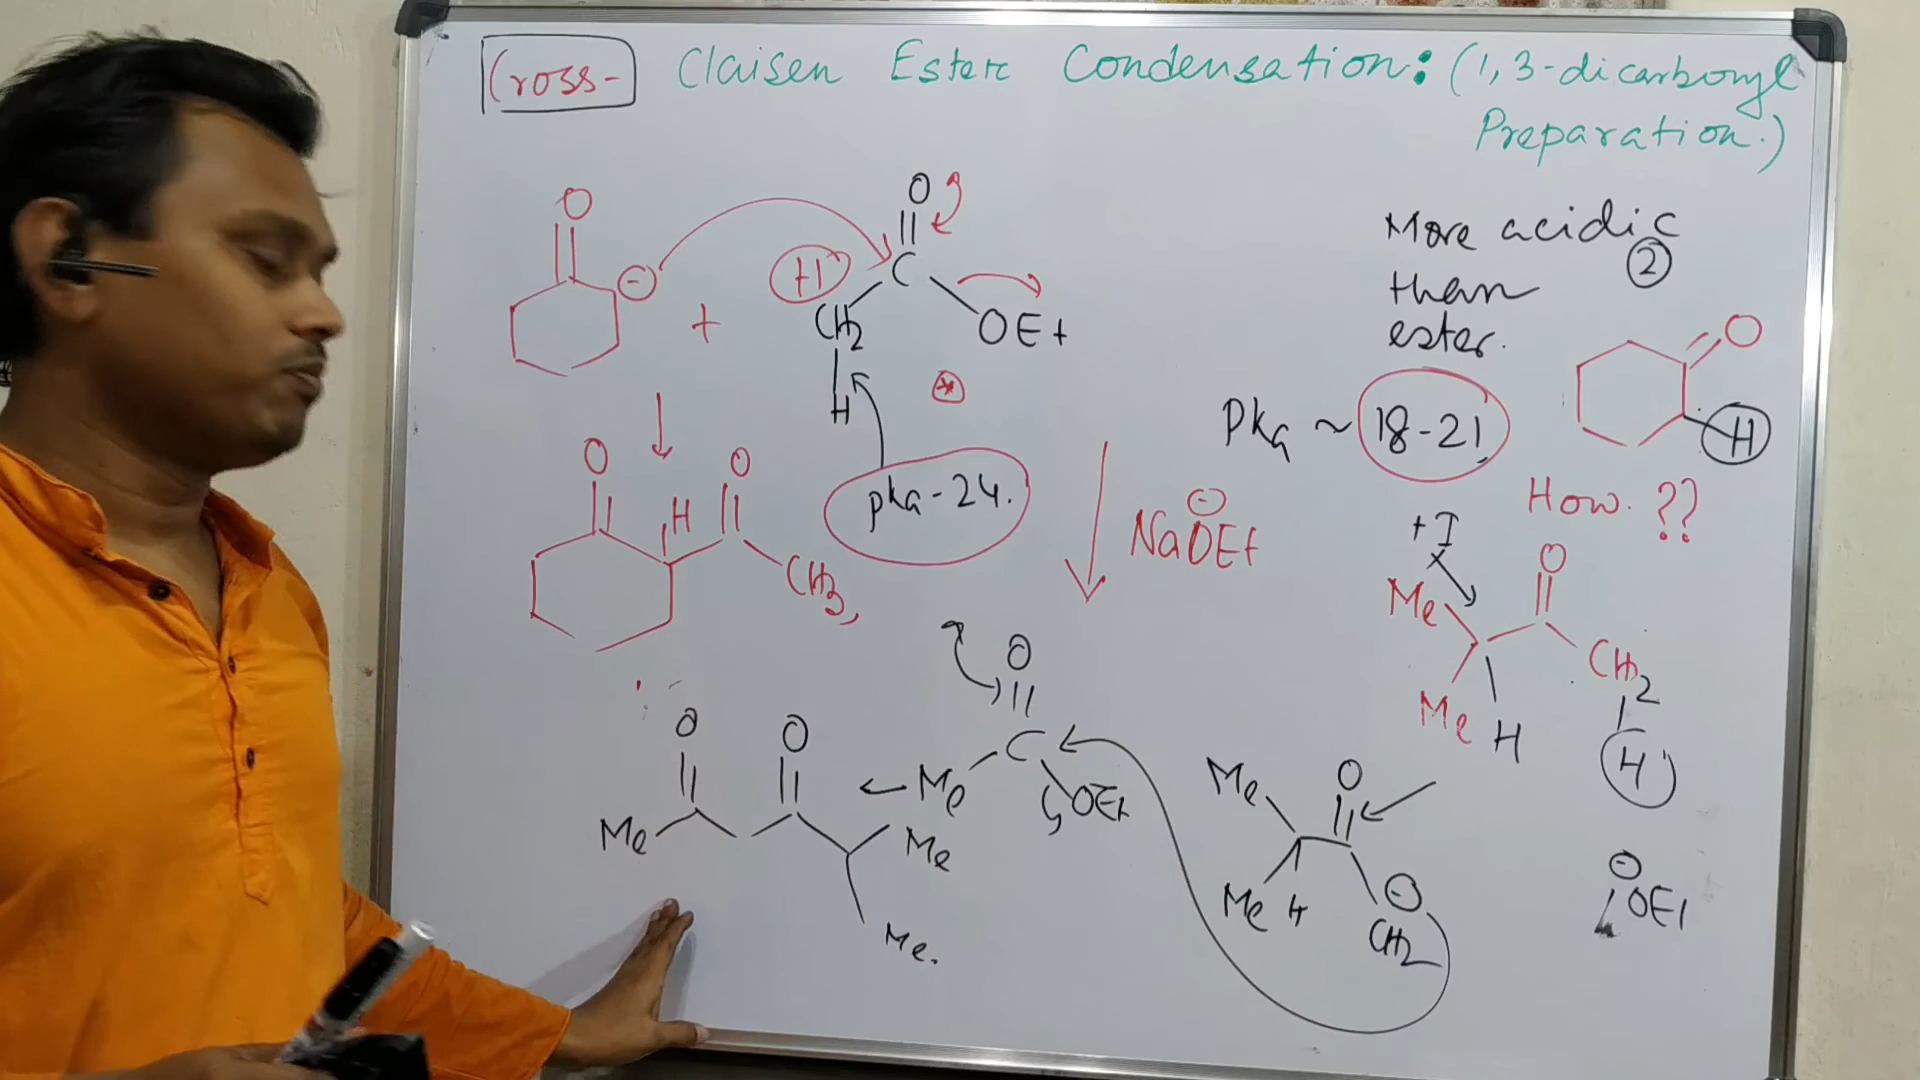 Cross- Claisen Ester Condensation: (1,3-dicarbonyl
Preparation.)
O
⊖
+
H
O
C
CH2
OEt
H
pka-24.
More acidic
②
than
ester.
O
H
Pka ~ 18-21
How. ??
O
H
O
CH3,
NaOEt
⊖
+I
Me
Me
H
O
CH2
H
⊖
OEt
O
O
Me
Me
Me.
O
C
Me
OEt
Me
Me H
O
⊖
CH2